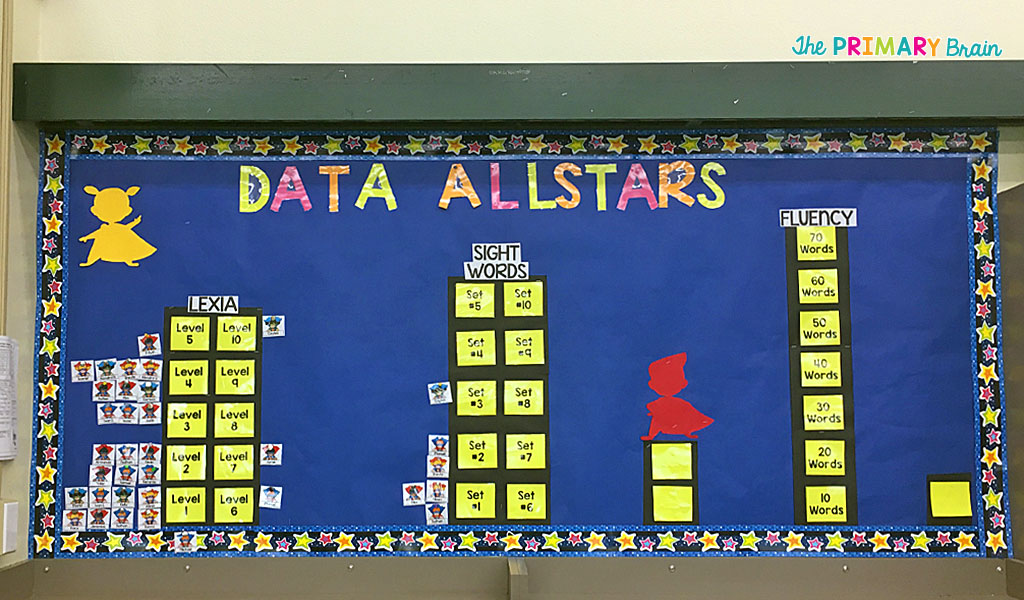 The PRIMARY Brain
DATA ALLSTARS
LEXIA
Level 5
Level 10
Level 4
Level 9
Level 3
Level 8
Level 2
Level 7
Level 1
Level 6
SIGHT
WORDS
Set #5
Set #10
Set #4
Set #9
Set #3
Set #8
Set #2
Set #7
Set #1
Set #6
FLUENCY
70 Words
60 Words
50 Words
40 Words
30 Words
20 Words
10 Words